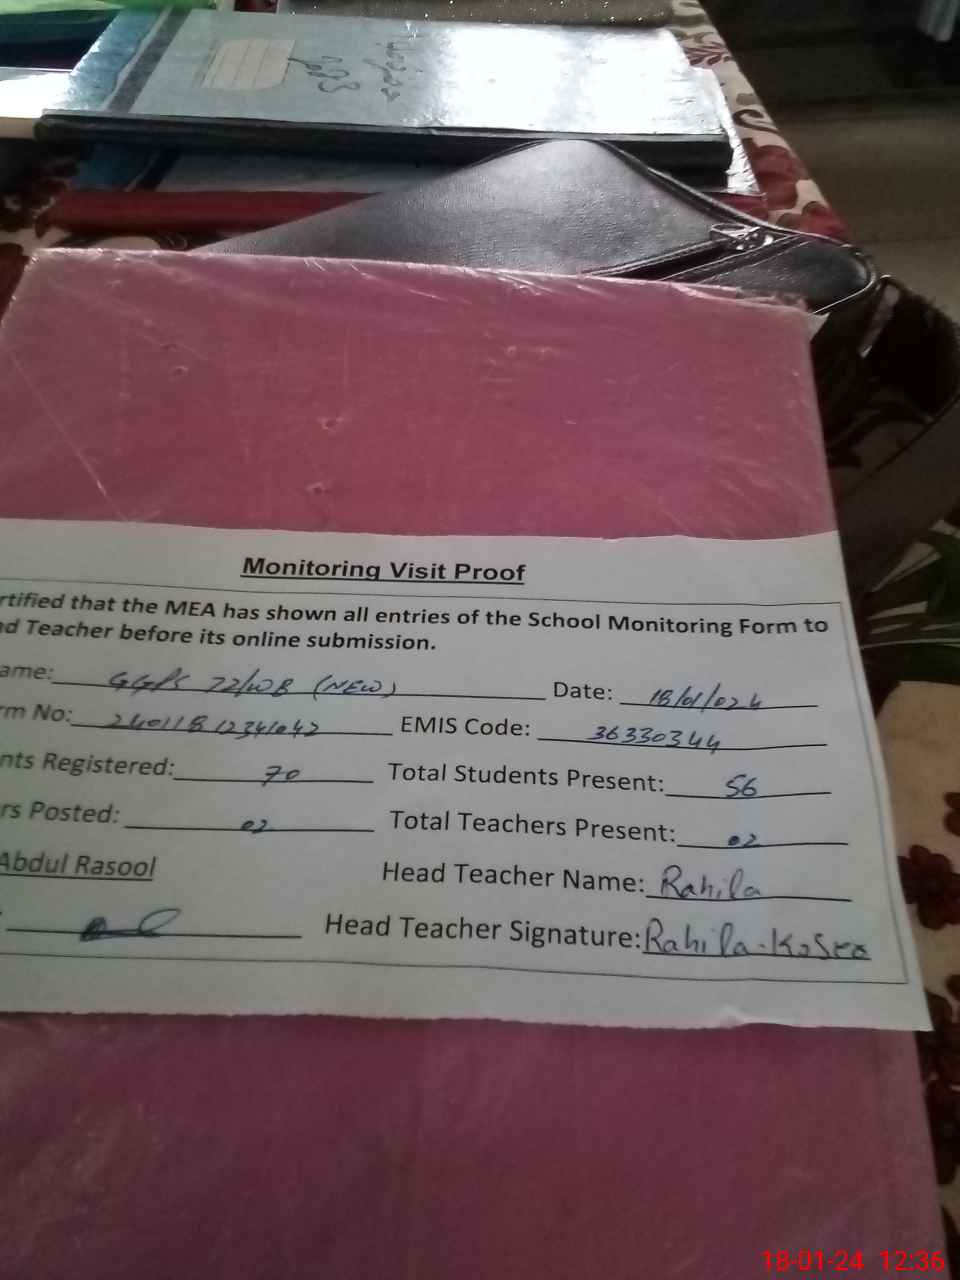 Monitoring Visit Proof
rtified that the MEA has shown all entries of the School Monitoring Form to
d Teacher before its online submission.
ame: GGPS 72/WB (NEW) Date: 18/01/024
rm No: 240118 12341042 EMIS Code: 36330344
nts Registered: 70 Total Students Present: 56
rs Posted: 02 Total Teachers Present: 02
Abdul Rasool Head Teacher Name: Rahila
Head Teacher Signature: Rahila Kosea
18-01-24 12:36